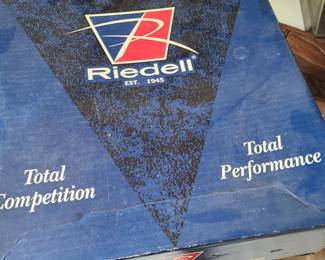 Riedell®
EST. 1945
Total
Competition
Total
Performance